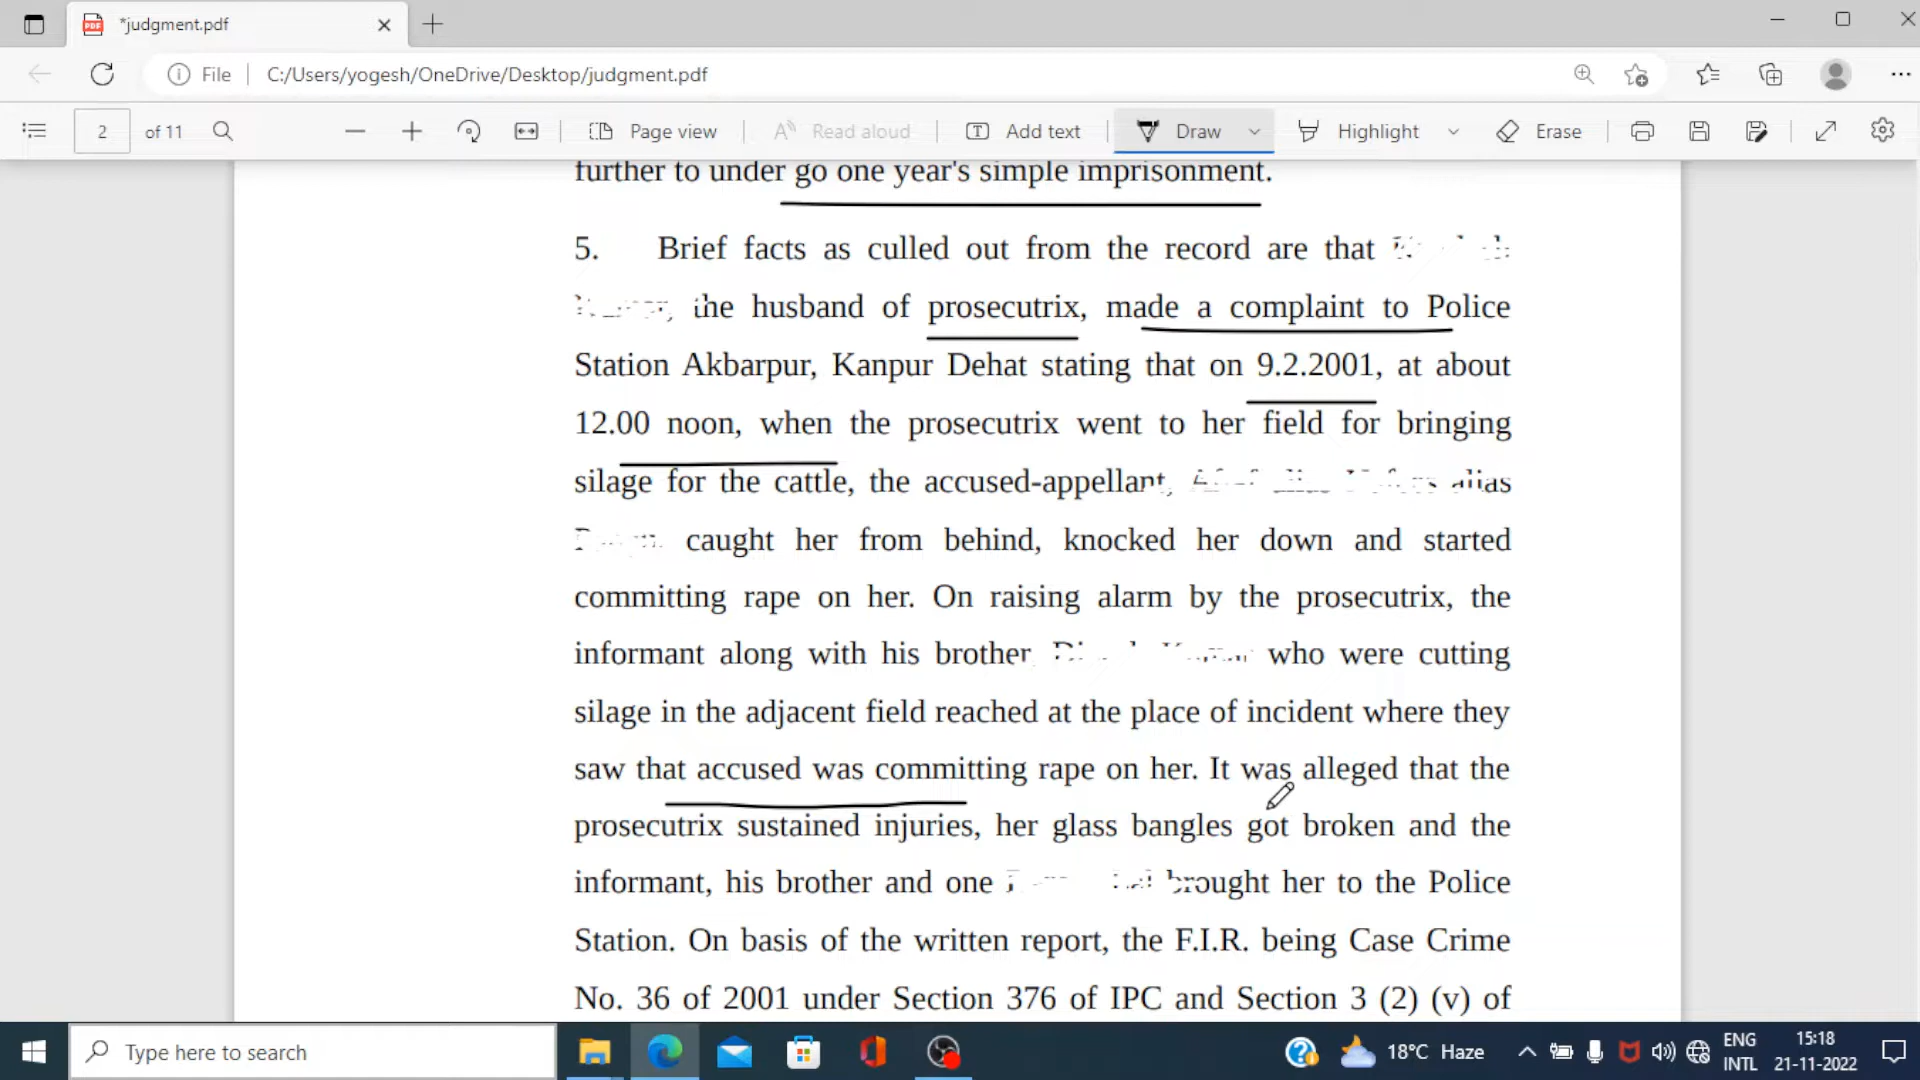 *judgment.pdf
File
C:/Users/yogesh/OneDrive/Desktop/judgment.pdf
2 of 11
Page view
Read aloud
Add text
Draw
Highlight
Erase
further to under go one year's simple imprisonment.
5. Brief facts as culled out from the record are that
the husband of prosecutrix, made a complaint to Police
Station Akbarpur, Kanpur Dehat stating that on 9.2.2001, at about
12.00 noon, when the prosecutrix went to her field for bringing
silage for the cattle, the accused-appellant, alias
caught her from behind, knocked her down and started
committing rape on her. On raising alarm by the prosecutrix, the
informant along with his brother who were cutting
silage in the adjacent field reached at the place of incident where they
saw that accused was committing rape on her. It was alleged that the
prosecutrix sustained injuries, her glass bangles got broken and the
informant, his brother and one brought her to the Police
Station. On basis of the written report, the F.I.R. being Case Crime
No. 36 of 2001 under Section 376 of IPC and Section 3 (2) (v) of
Type here to search
18°C Haze
ENG
INTL
15:18
21-11-2022